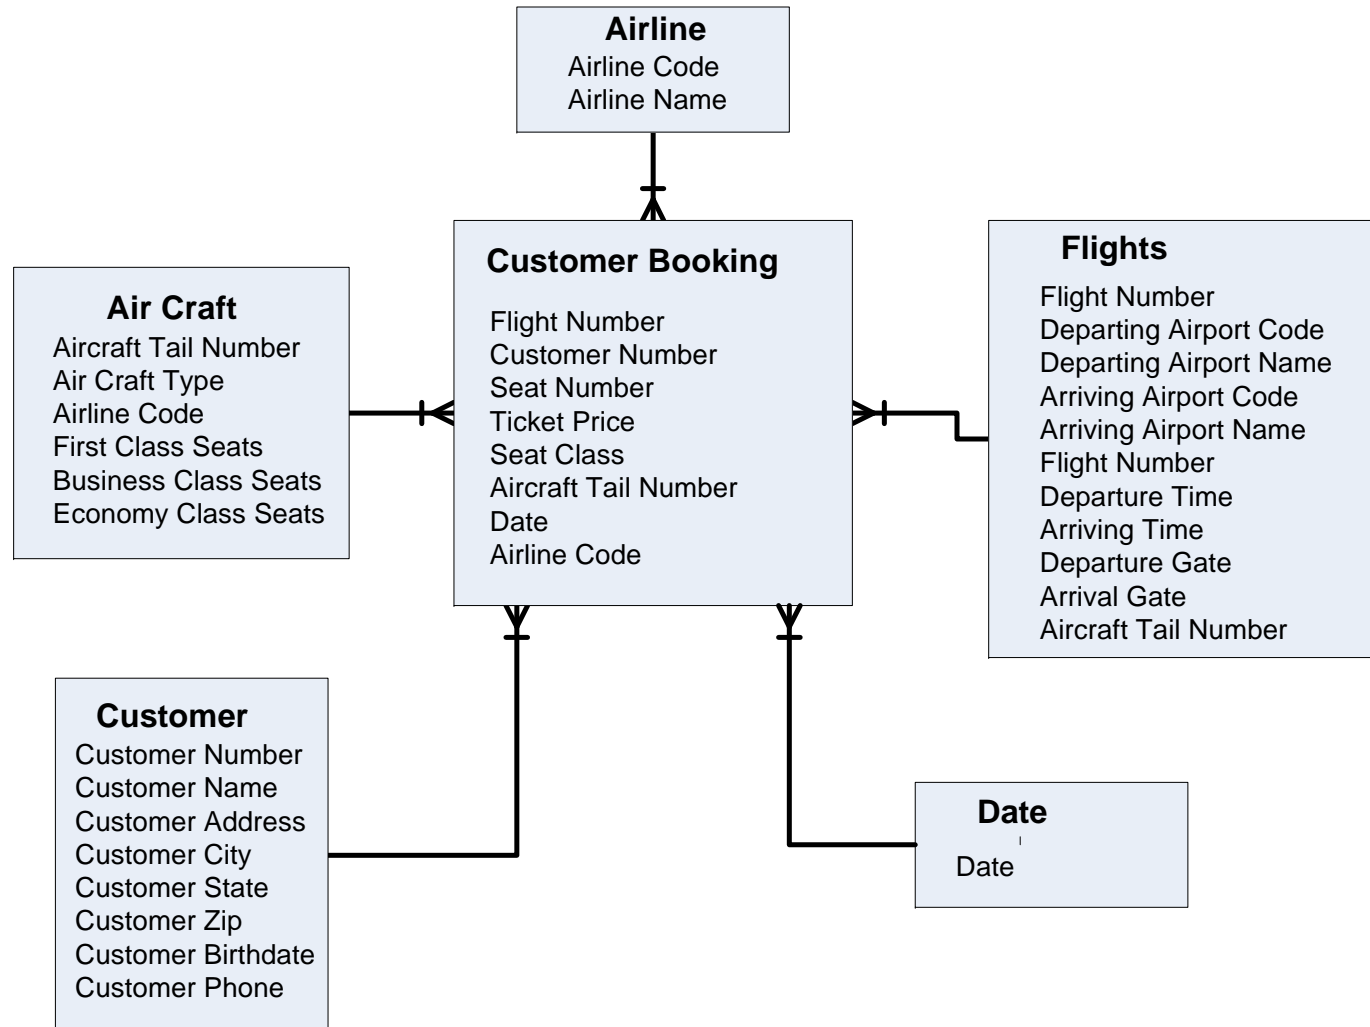 Airline
Airline Code
Airline Name
Air Craft
Aircraft Tail Number
Air Craft Type
Airline Code
First Class Seats
Business Class Seats
Economy Class Seats
Customer Booking
Flight Number
Customer Number
Seat Number
Ticket Price
Seat Class
Aircraft Tail Number
Date
Airline Code
Flights
Flight Number
Departing Airport Code
Departing Airport Name
Arriving Airport Code
Arriving Airport Name
Flight Number
Departure Time
Arriving Time
Departure Gate
Arrival Gate
Aircraft Tail Number
Customer
Customer Number
Customer Name
Customer Address
Customer City
Customer State
Customer Zip
Customer Birthdate
Customer Phone
Date
Date